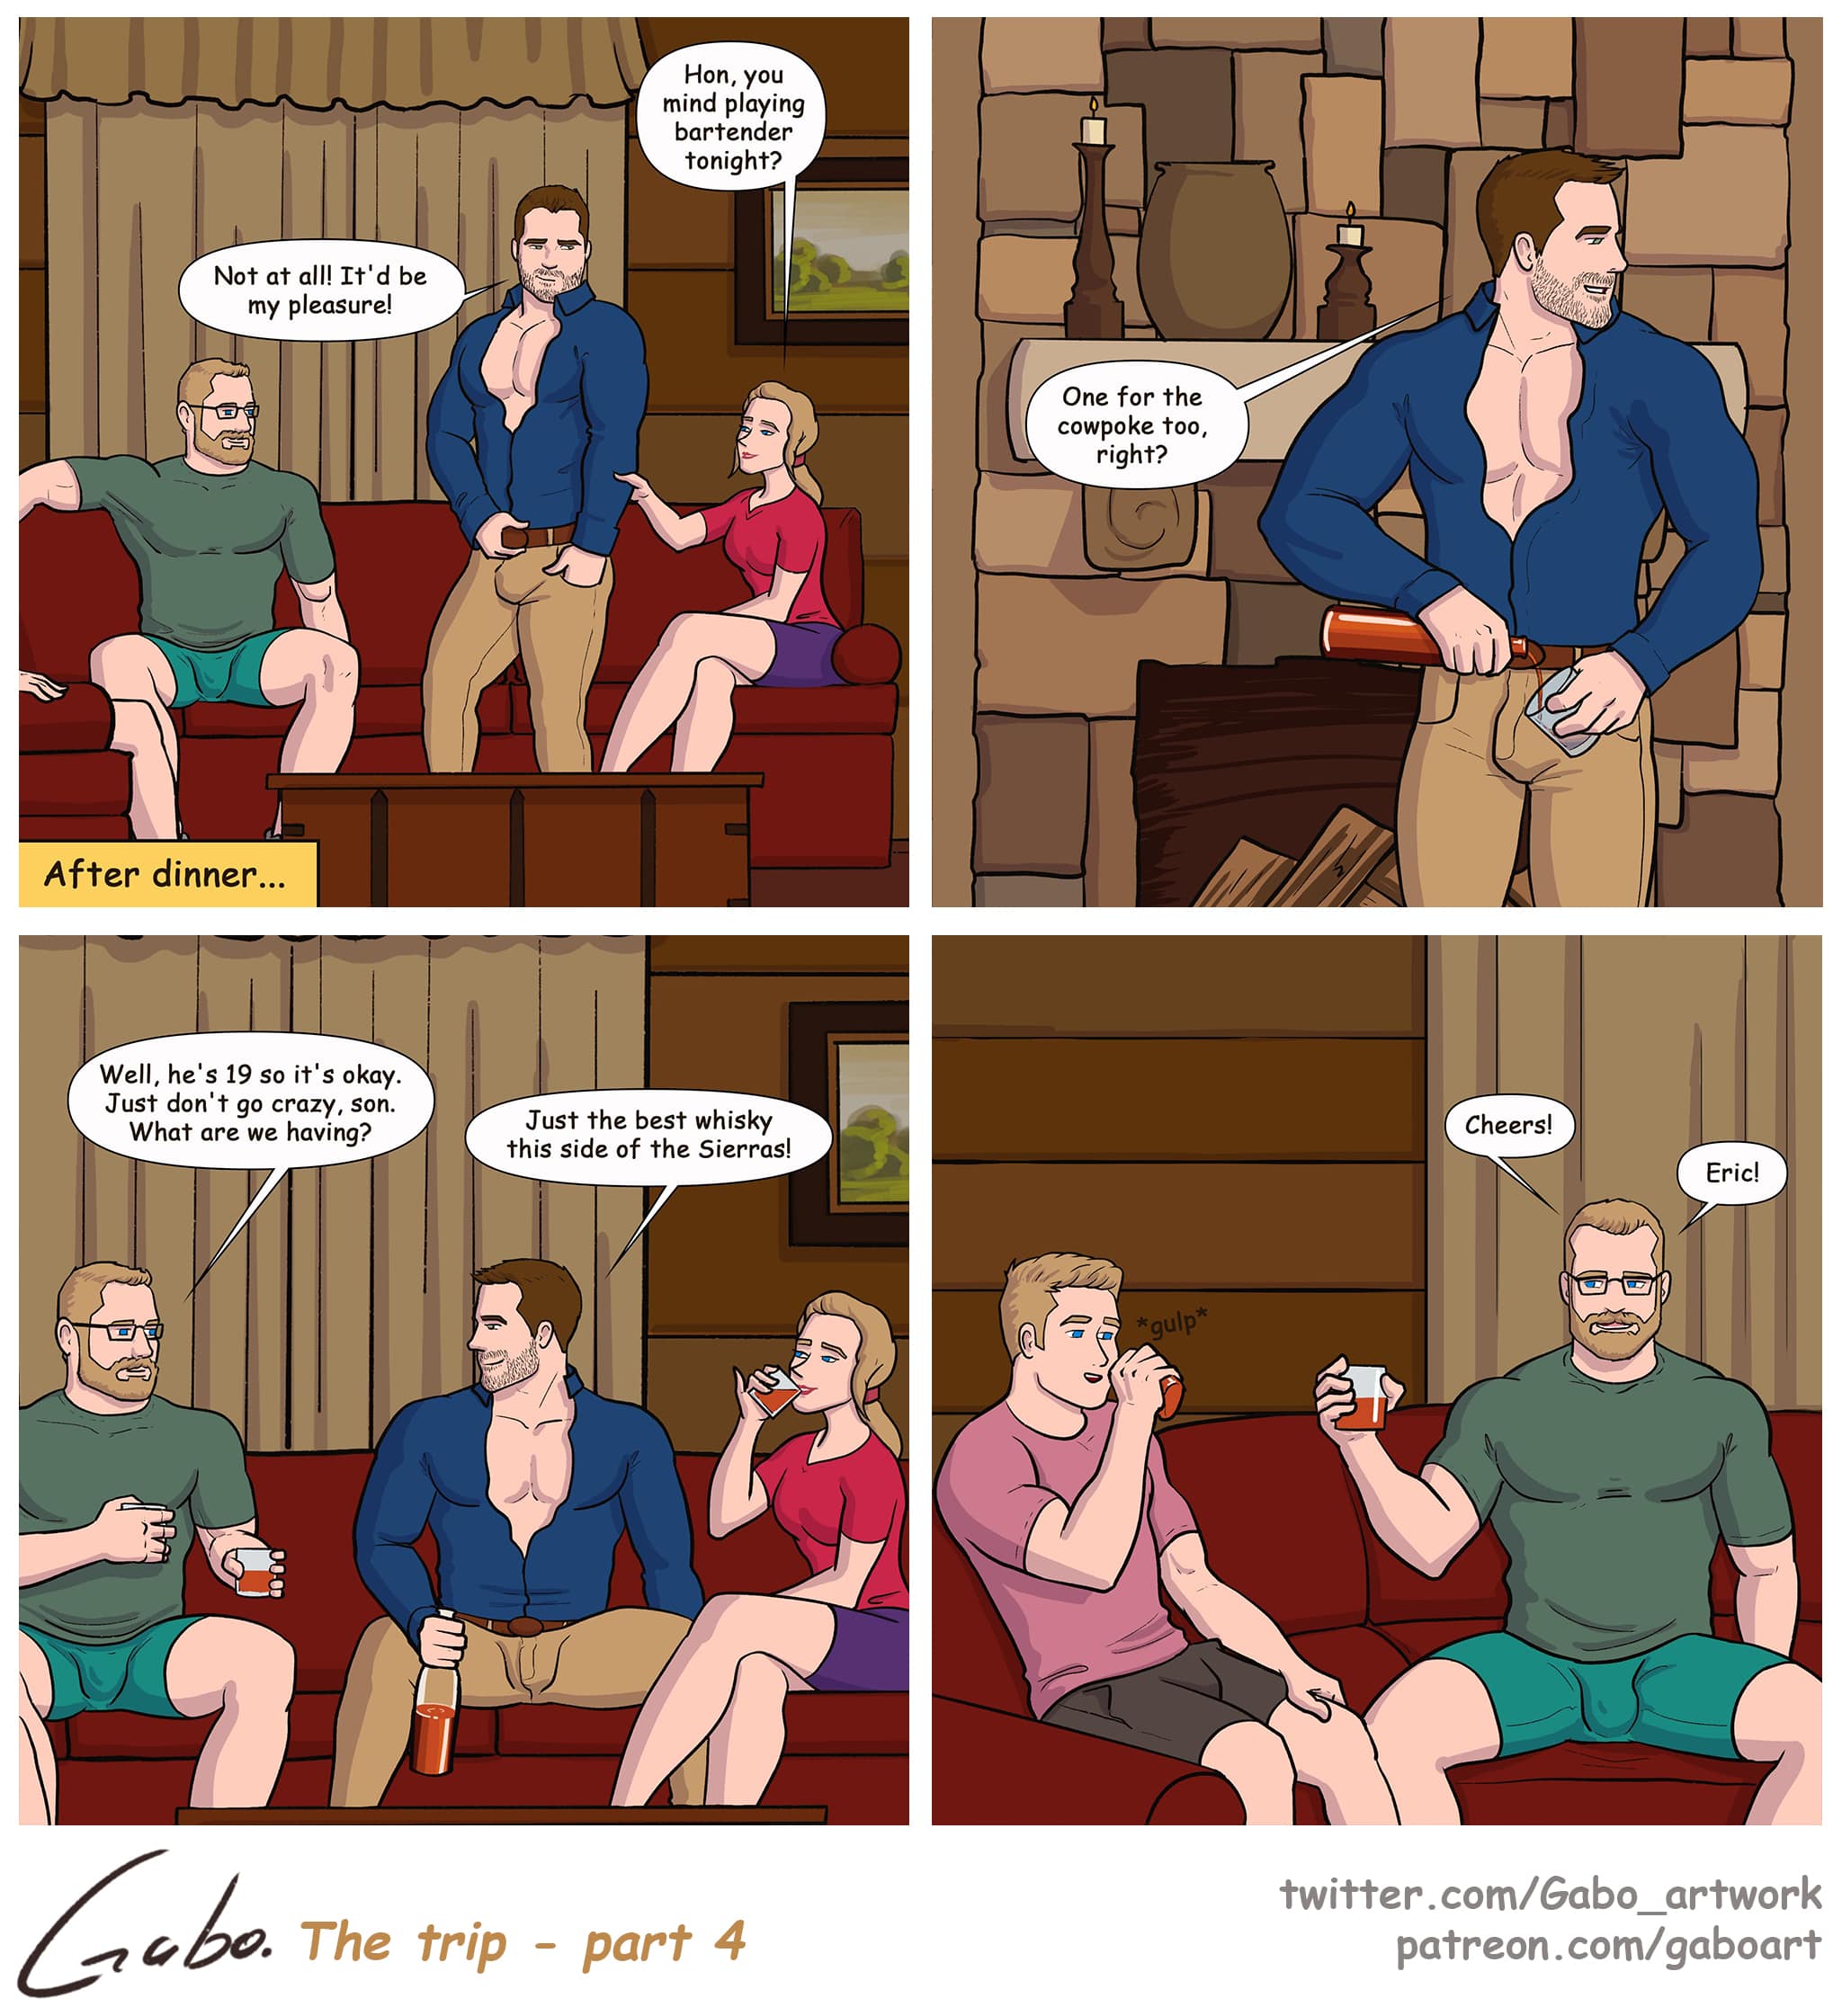 Hon, you
mind playing
bartender
tonight?
Not at all! It'd be
my pleasure!
After dinner...
One for the
cowpoke too,
right?
Well, he's 19 so it's okay.
Just don't go crazy, son.
What are we having?
Just the best whisky
this side of the Sierras!
Cheers!
Eric!
*gulp*
Gabo. The trip - part 4
twitter.com/Gabo_artwork
patreon.com/gaboart